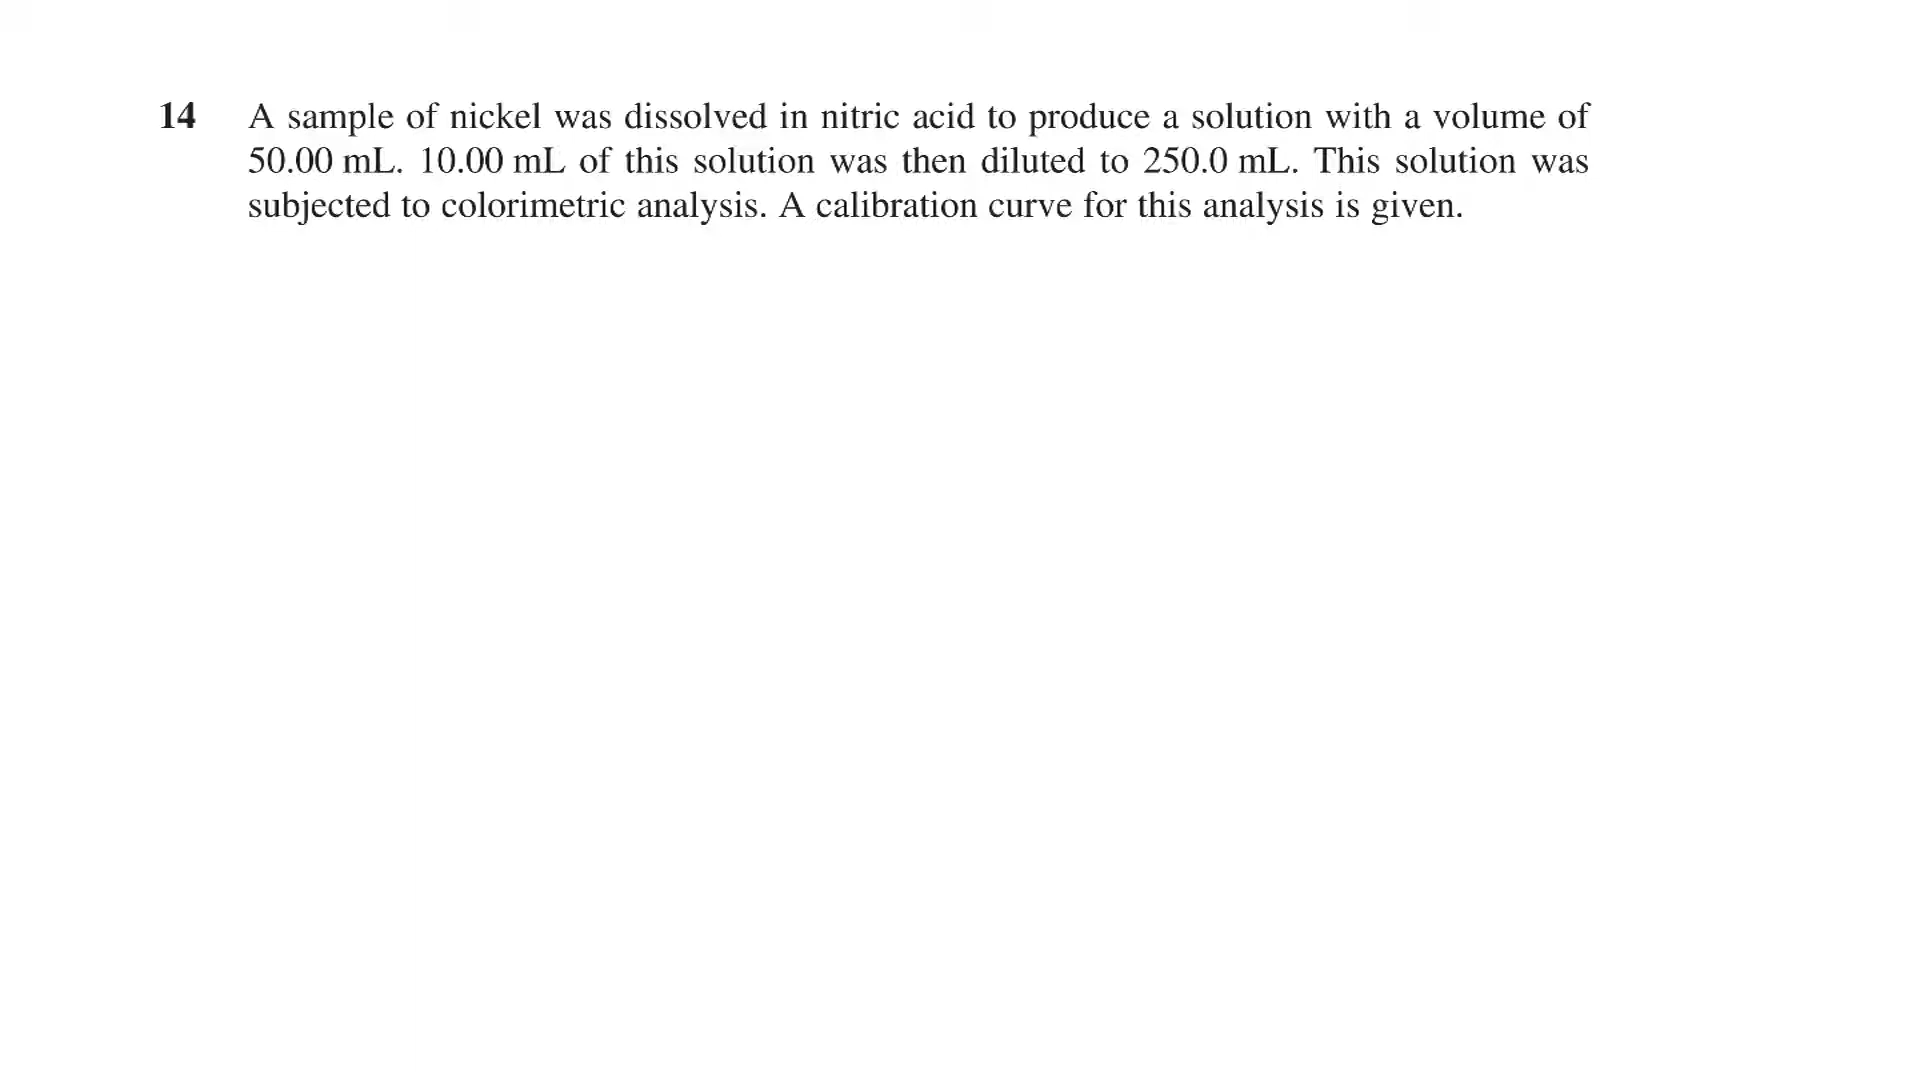 14 A sample of nickel was dissolved in nitric acid to produce a solution with a volume of
50.00 mL. 10.00 mL of this solution was then diluted to 250.0 mL. This solution was
subjected to colorimetric analysis. A calibration curve for this analysis is given.